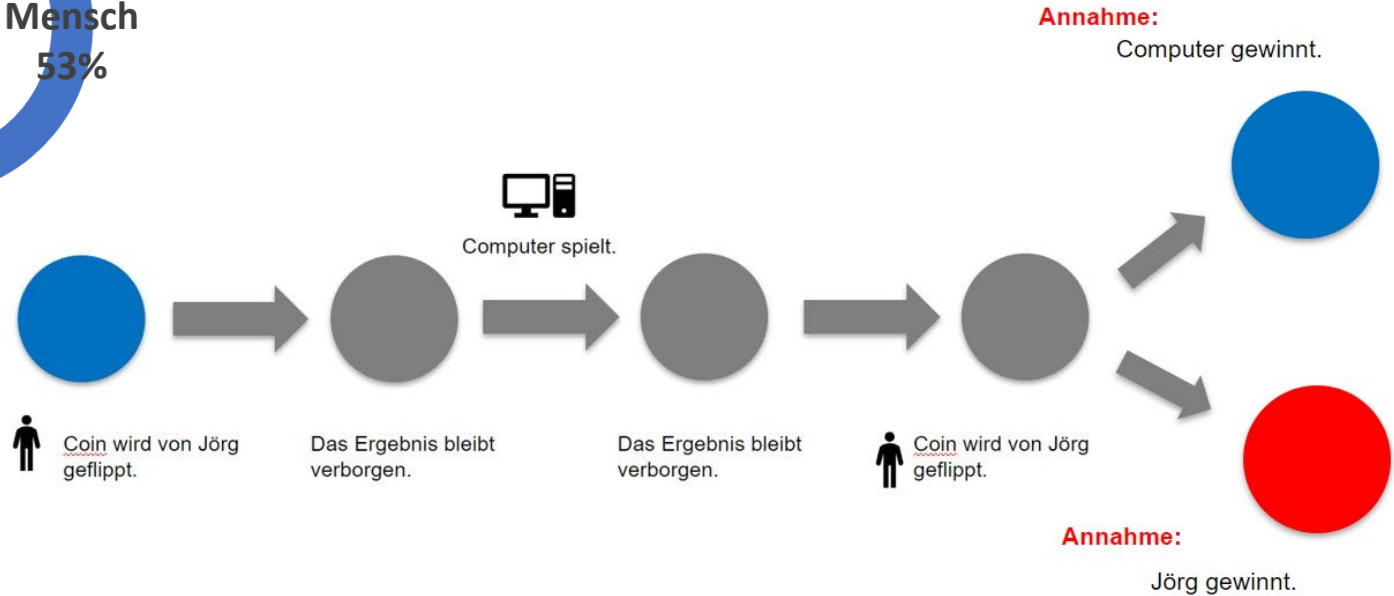 Mensch
53%
Annahme:
Computer gewinnt.
Computer spielt.
Coin wird von Jörg
geflippt.
Das Ergebnis bleibt
verborgen.
Das Ergebnis bleibt
verborgen.
Coin wird von Jörg
geflippt.
Annahme:
Jörg gewinnt.